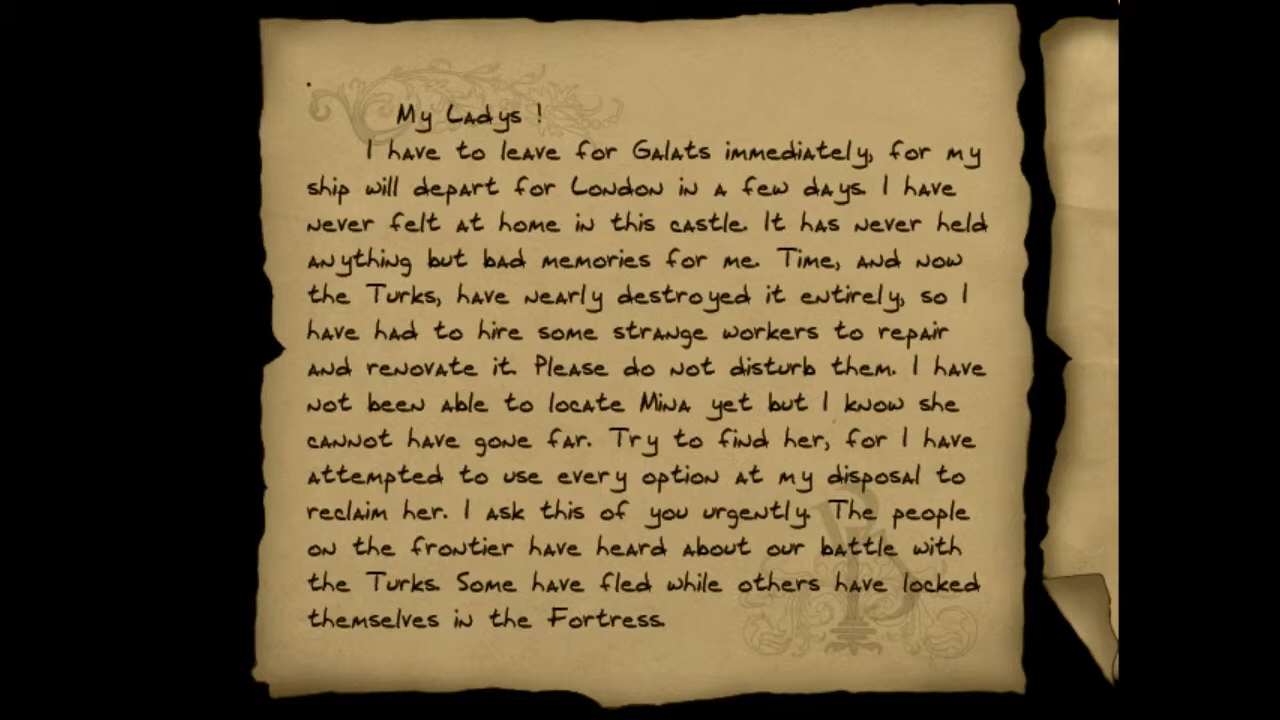 My Ladys !
I have to leave for Galats immediately, for my
ship will depart for London in a few days. I have
never felt at home in this castle. It has never held
anything but bad memories for me. Time, and now
the Turks, have nearly destroyed it entirely, so I
have had to hire some strange workers to repair
and renovate it. Please do not disturb them. I have
not been able to locate Mina yet but I know she
cannot have gone far. Try to find her, for I have
attempted to use every option at my disposal to
reclaim her. I ask this of you urgently. The people
on the frontier have heard about our battle with
the Turks. Some have fled while others have locked
themselves in the Fortress.